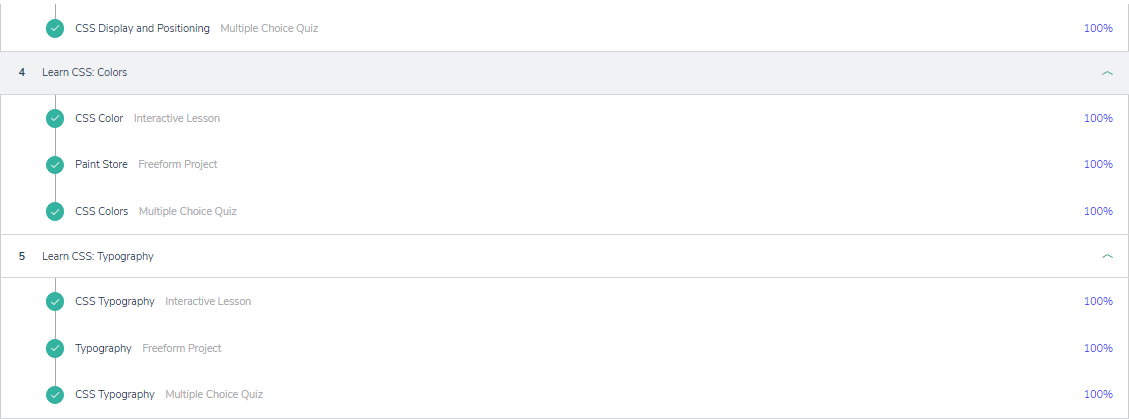 CSS Display and Positioning Multiple Choice Quiz 100%
4 Learn CSS: Colors
CSS Color Interactive Lesson 100%
Paint Store Freeform Project 100%
CSS Colors Multiple Choice Quiz 100%
5 Learn CSS: Typography
CSS Typography Interactive Lesson 100%
Typography Freeform Project 100%
CSS Typography Multiple Choice Quiz 100%